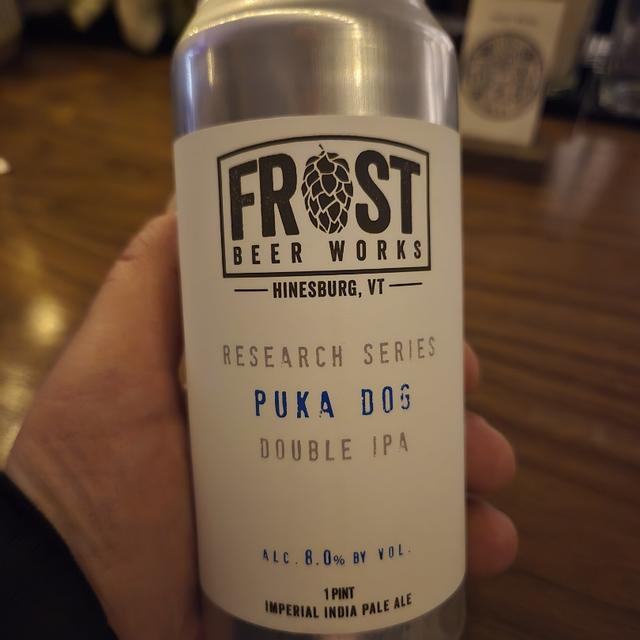 FROST
BEER WORKS
HINESBURG, VT
RESEARCH SERIES
PUKA DOG
DOUBLE IPA
ALC. 8.0% BY VOL.
1 PINT
IMPERIAL INDIA PALE ALE